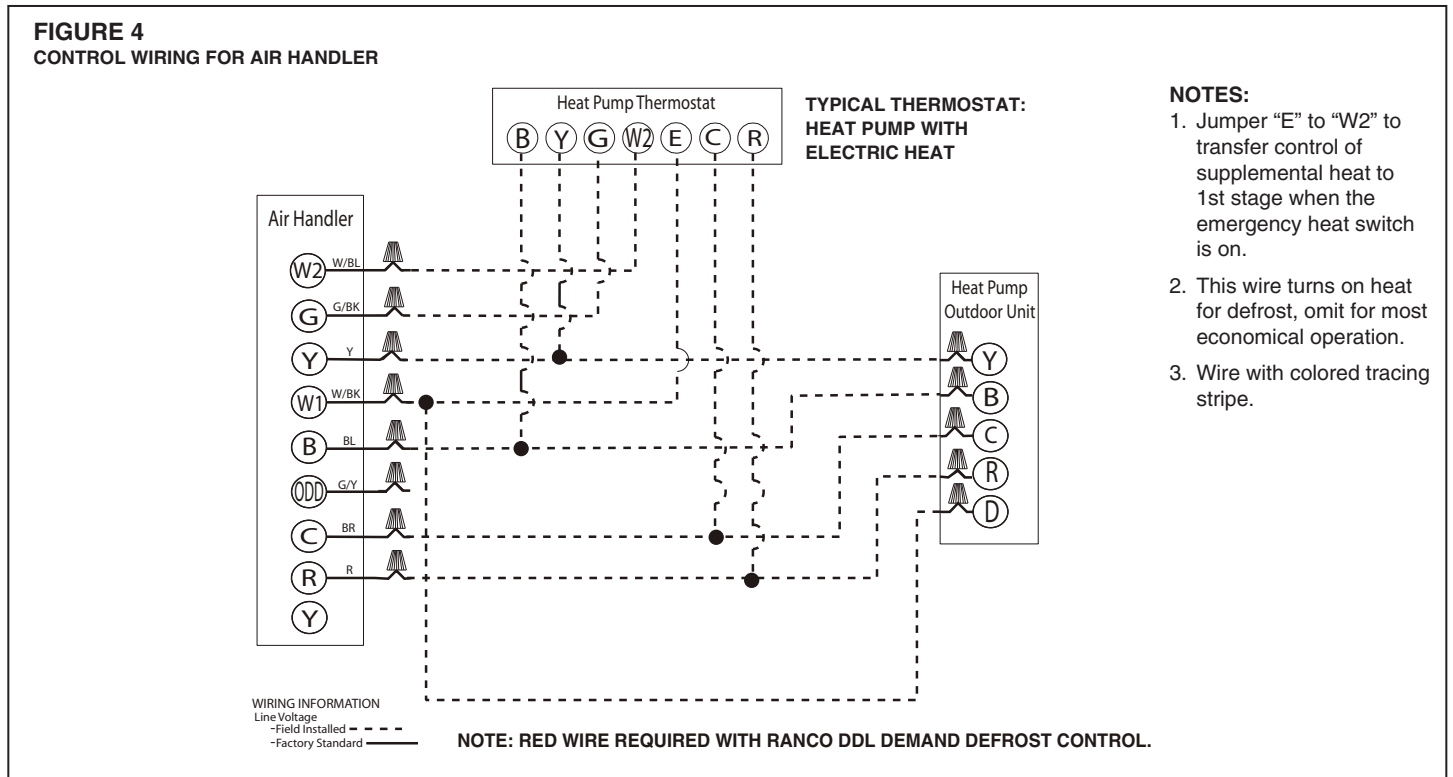 FIGURE 4
CONTROL WIRING FOR AIR HANDLER
Heat Pump Thermostat
B Y G W2 E C R
TYPICAL THERMOSTAT:
HEAT PUMP WITH
ELECTRIC HEAT
NOTES:
1. Jumper “E” to “W2” to
transfer control of
supplemental heat to
1st stage when the
emergency heat switch
is on.
2. This wire turns on heat
for defrost, omit for most
economical operation.
3. Wire with colored tracing
stripe.
Air Handler
W2 W/BL
G G/BK
Y Y
W1 W/BK
B BL
ODD G/Y
C BR
R R
Y
Heat Pump
Outdoor Unit
Y
B
C
R
D
WIRING INFORMATION
Line Voltage
-Field Installed
-Factory Standard
NOTE: RED WIRE REQUIRED WITH RANCO DDL DEMAND DEFROST CONTROL.